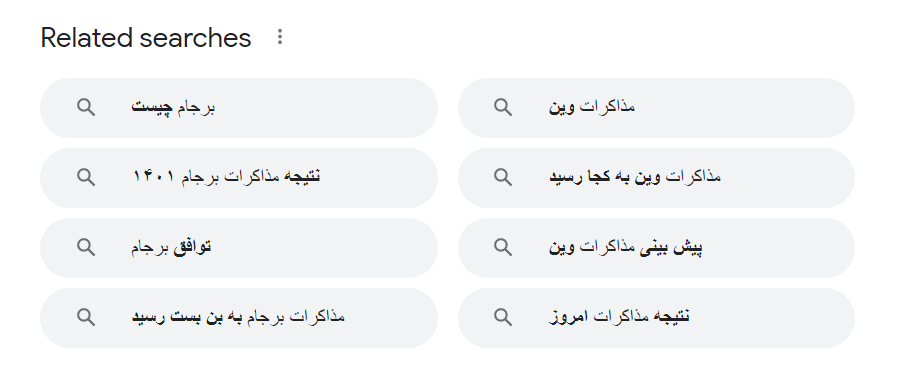 Related searches
برجام چیست
مذاکرات وین
نتیجه مذاکرات برجام ۱۴۰۱
مذاکرات وین به کجا رسید
توافق برجام
پیش بینی مذاکرات وین
مذاکرات برجام به بن بست رسید
نتیجه مذاکرات امروز